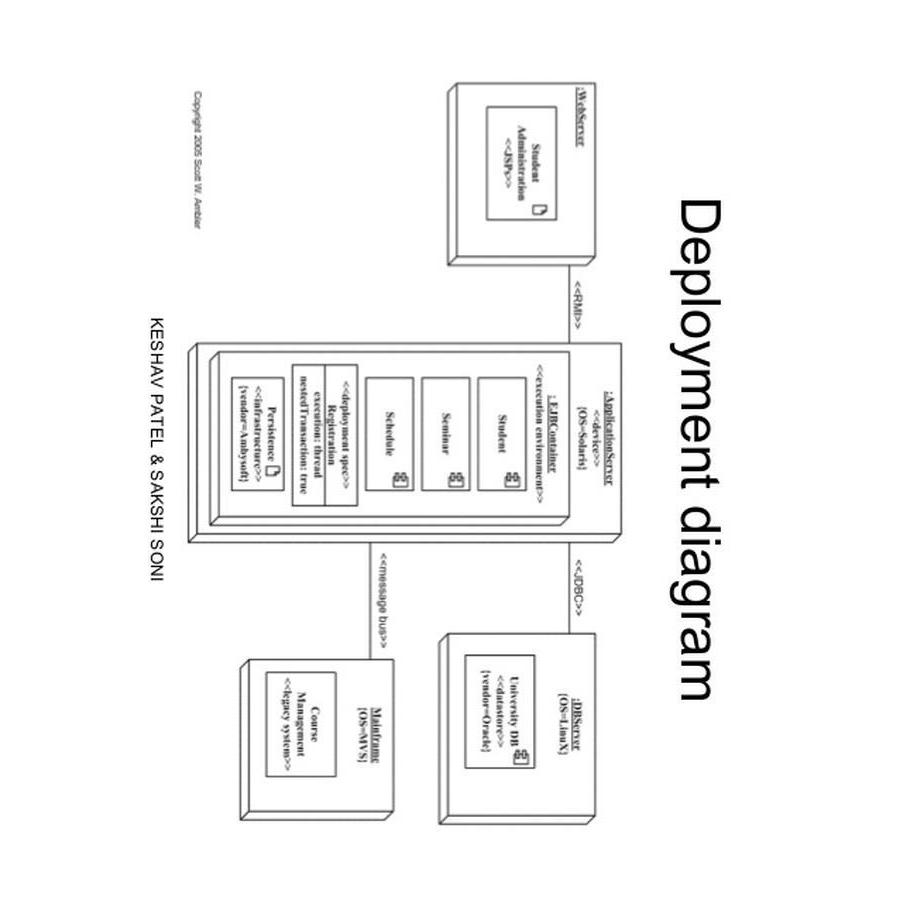 Deployment diagram
:WebServer
Student
Administration
<<JSPs>>
<<RMI>>
:ApplicationServer
<<device>>
{OS=Solaris}
: EJBContainer
<<execution environment>>
Student
Seminar
Schedule
<<deployment spec>>
Registration
execution: thread
nestedTransaction: true
Persistence
<<infrastructure>>
{vendor=Ambysoft}
<<JDBC>>
:DBServer
{OS=LinuX}
University DB
<<datastore>>
{vendor=Oracle}
<<message bus>>
Mainframe
{OS=MVS}
Course
Management
<<legacy system>>
Copyright 2005 Scott W. Ambler
KESHAV PATEL & SAKSHI SONI